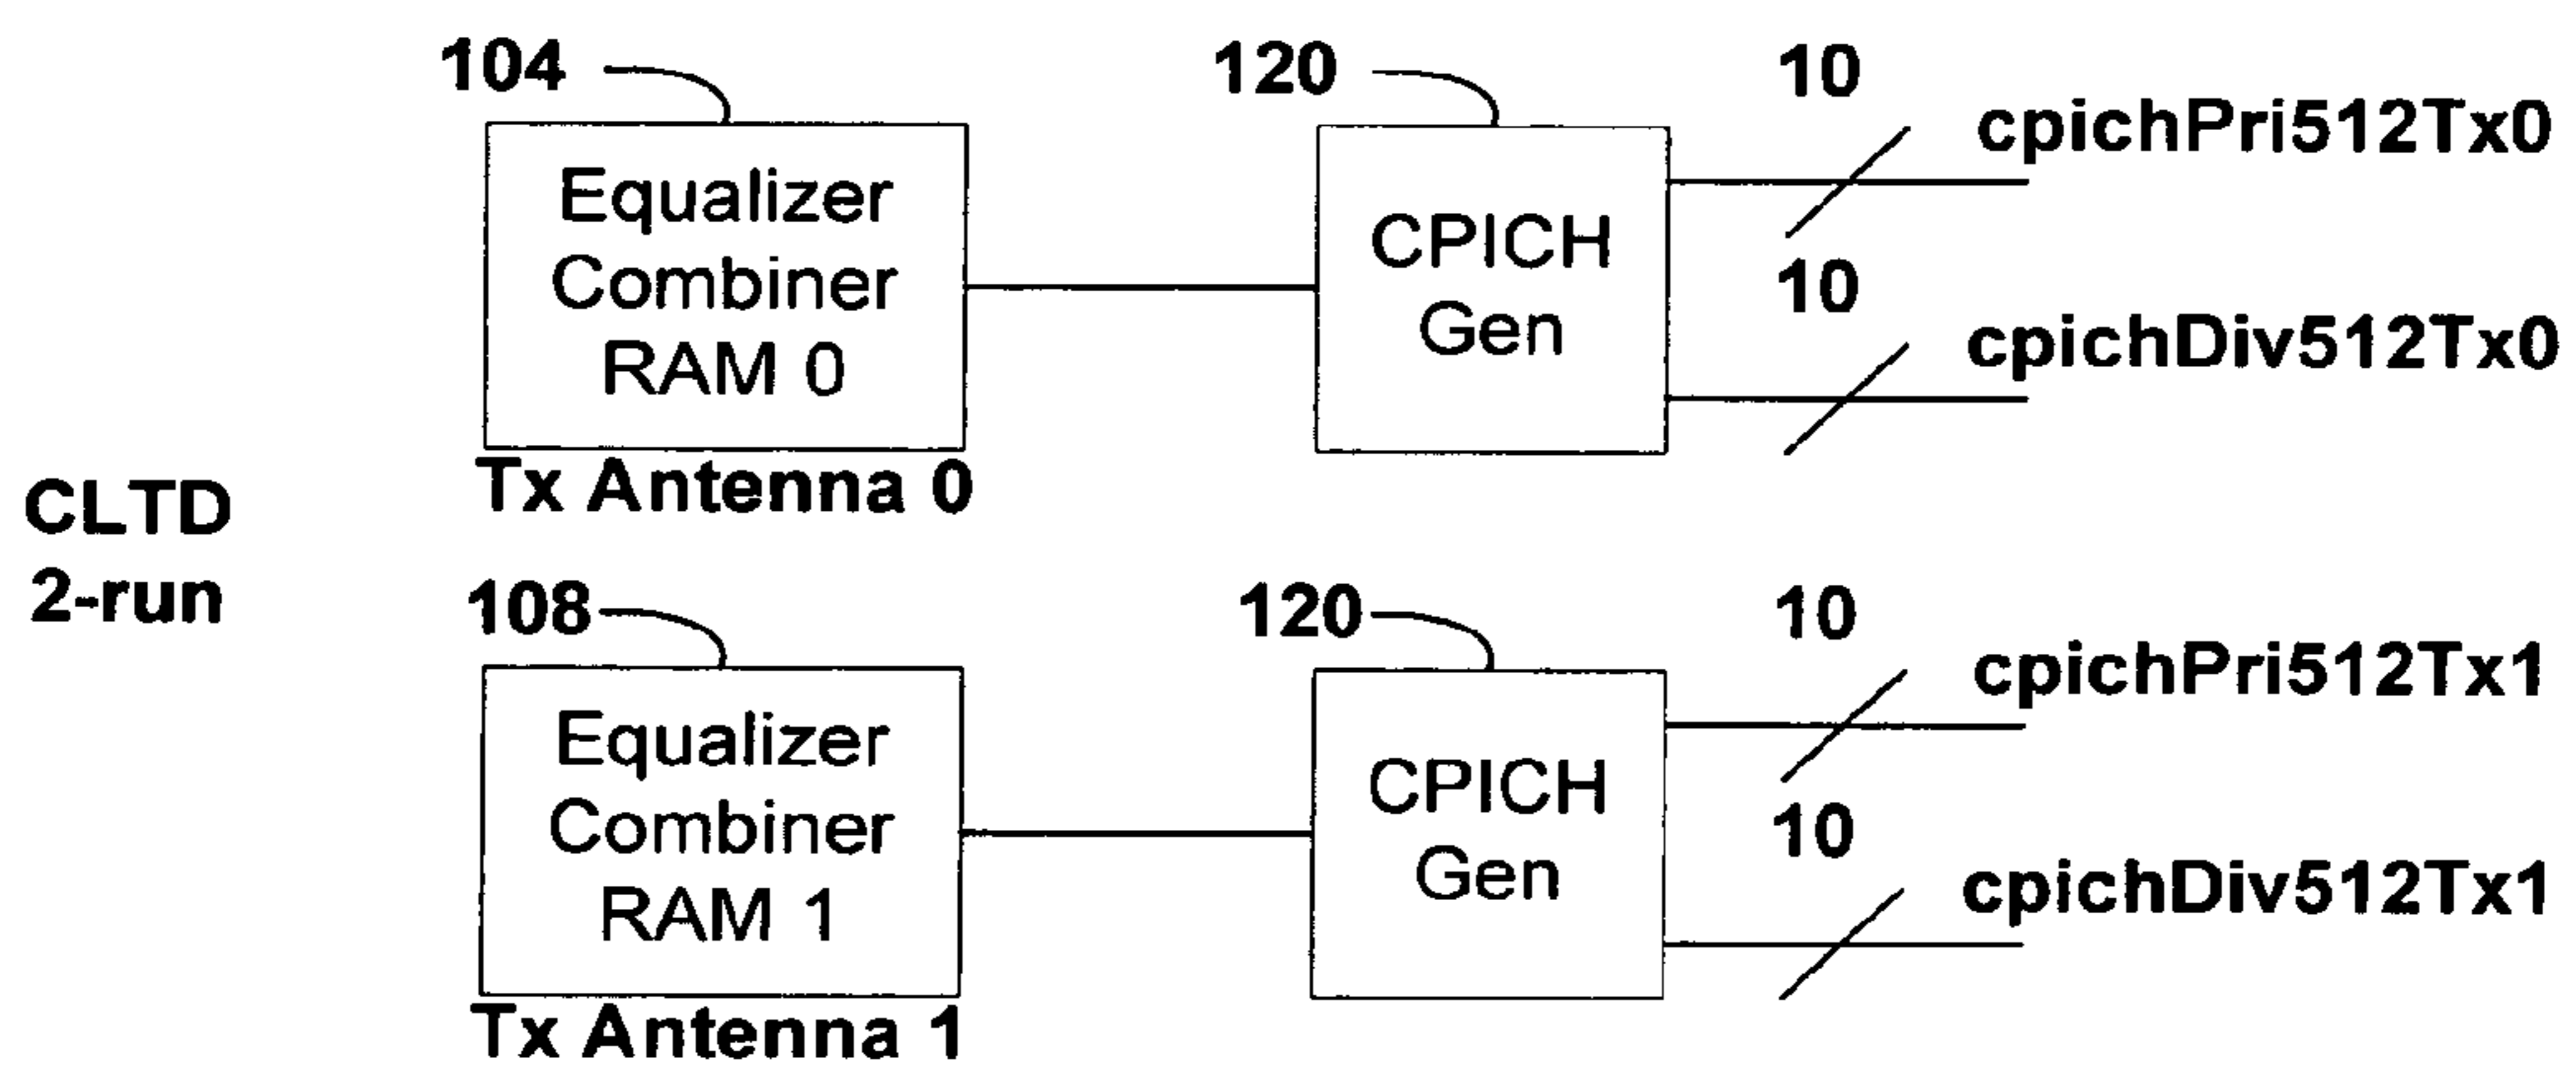 104
120
10
cpichPri512Tx0
Equalizer
Combiner
RAM 0
CPICH
Gen
10
cpichDiv512Tx0
Tx Antenna 0
CLTD
2-run
108
120
10
cpichPri512Tx1
Equalizer
Combiner
RAM 1
CPICH
Gen
10
cpichDiv512Tx1
Tx Antenna 1